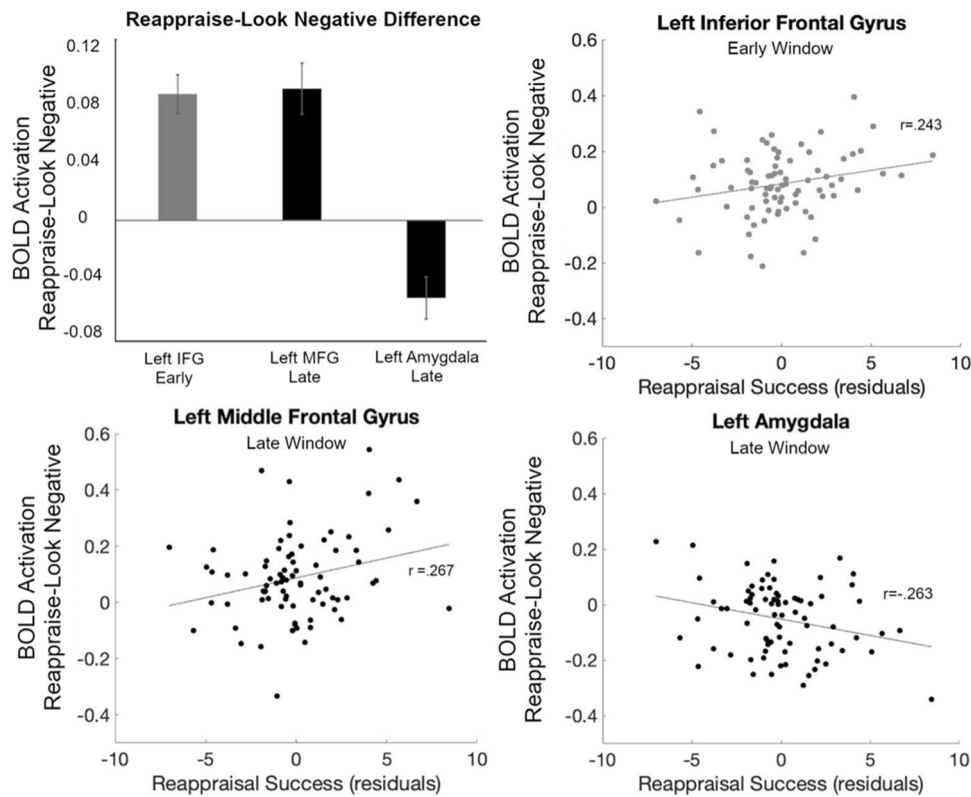 Reappraise-Look Negative Difference
BOLD Activation
Reappraise-Look Negative
0.12
0.08
0.04
0
-0.04
-0.08
Left IFG
Early
Left MFG
Late
Left Amygdala
Late
Left Inferior Frontal Gyrus
Early Window
BOLD Activation
Reappraise-Look Negative
0.6
0.4
0.2
0
-0.2
-0.4
r=.243
-10
-5
0
5
10
Reappraisal Success (residuals)
Left Middle Frontal Gyrus
Late Window
BOLD Activation
Reappraise-Look Negative
0.6
0.4
0.2
0
-0.2
-0.4
r =.267
-10
-5
0
5
10
Reappraisal Success (residuals)
Left Amygdala
Late Window
BOLD Activation
Reappraise-Look Negative
0.6
0.4
0.2
0
-0.2
-0.4
r=-.263
-10
-5
0
5
10
Reappraisal Success (residuals)